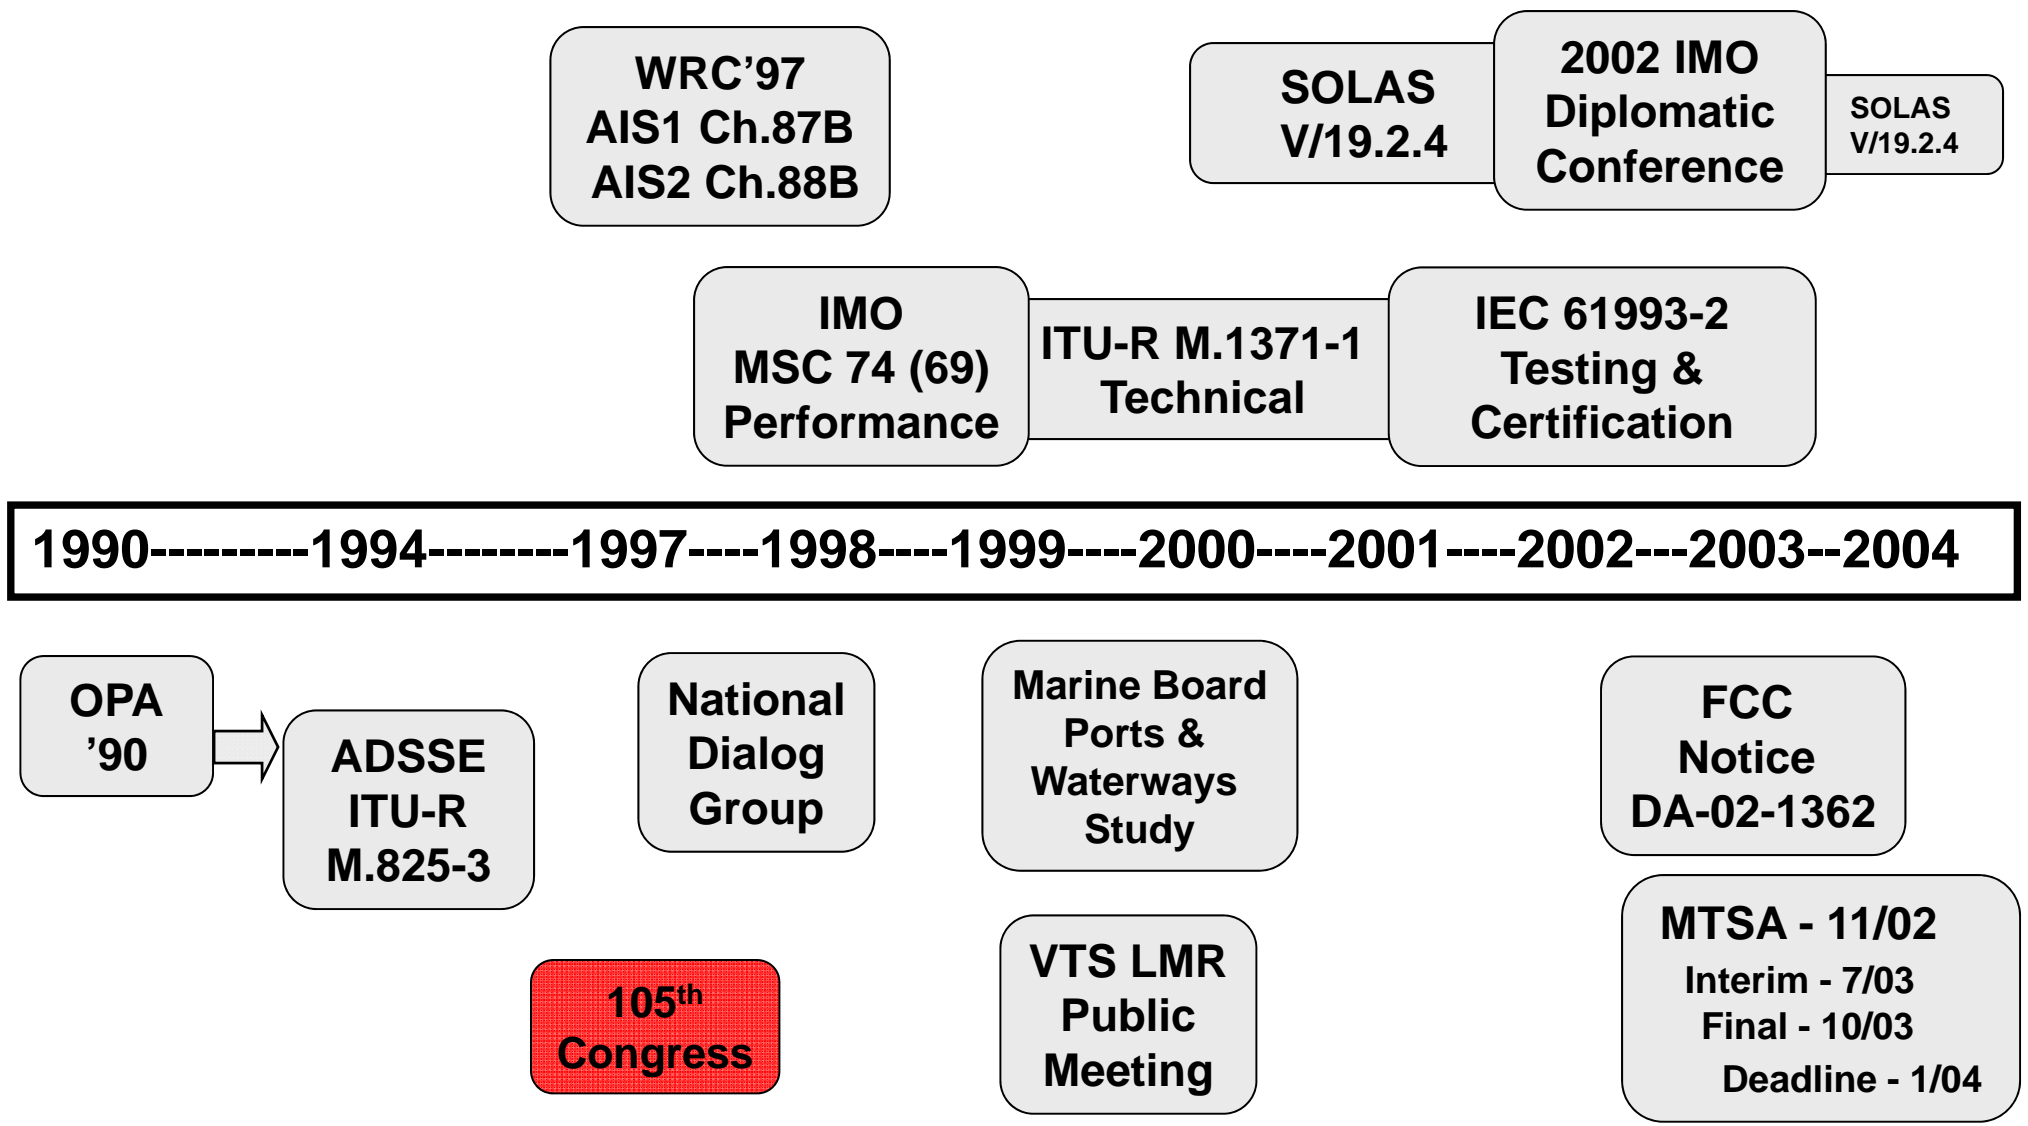 WRC’97
AIS1 Ch.87B
AIS2 Ch.88B
SOLAS
V/19.2.4
2002 IMO
Diplomatic
Conference
SOLAS
V/19.2.4
IMO
MSC 74 (69)
Performance
ITU-R M.1371-1
Technical
IEC 61993-2
Testing &
Certification
1990---------1994--------1997----1998----1999----2000----2001----2002---2003--2004
OPA
’90
ADSSE
ITU-R
M.825-3
National
Dialog
Group
Marine Board
Ports &
Waterways
Study
FCC
Notice
DA-02-1362
105th
Congress
VTS LMR
Public
Meeting
MTSA - 11/02
Interim - 7/03
Final - 10/03
Deadline - 1/04